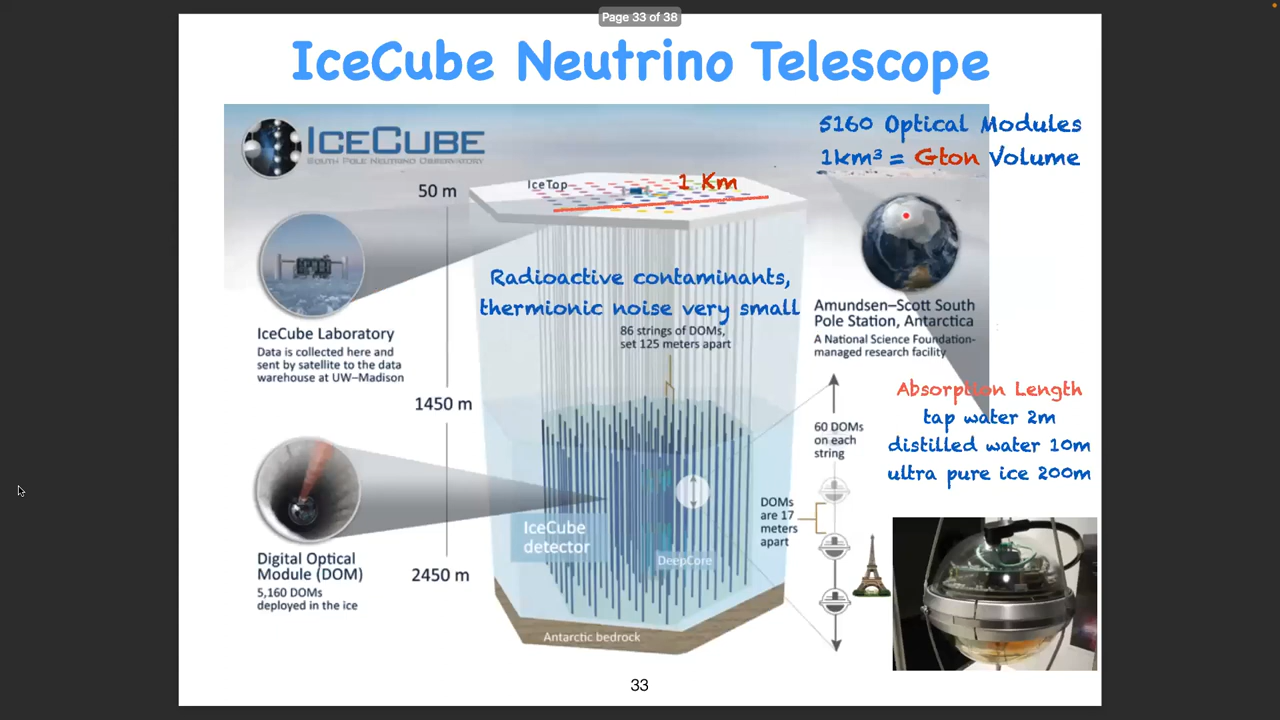 Page 33 of 38
IceCube Neutrino Telescope
ICECUBE
SOUTH POLE NEUTRINO OBSERVATORY
5160 Optical Modules
1km³ = Gton Volume
IceTop
1 Km
50 m
Radioactive contaminants,
thermionic noise very small
86 strings of DOMs,
set 125 meters apart
IceCube Laboratory
Data is collected here and
sent by satellite to the data
warehouse at UW–Madison
Amundsen–Scott South
Pole Station, Antarctica
A National Science Foundation-
managed research facility
Absorption Length
tap water 2m
distilled water 10m
ultra pure ice 200m
1450 m
60 DOMs
on each
string
DOMs
are 17
meters
apart
IceCube
detector
DeepCore
Digital Optical
Module (DOM)
5,160 DOMs
deployed in the ice
2450 m
Antarctic bedrock
33